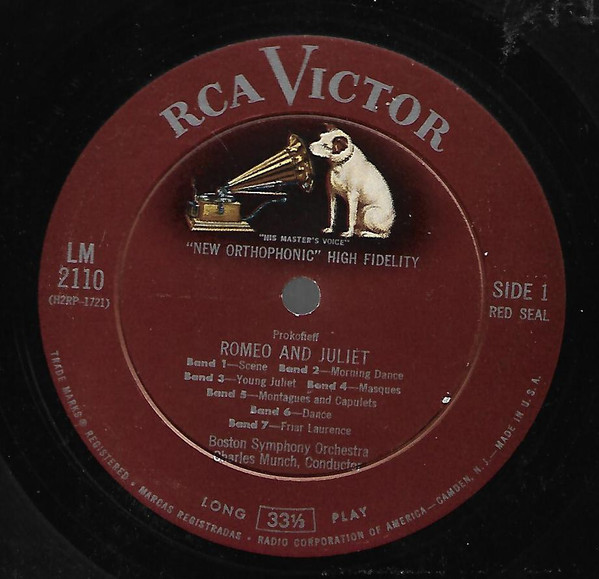 RCA VICTOR
"HIS MASTER'S VOICE"
"NEW ORTHOPHONIC" HIGH FIDELITY
LM
2110
(H2RP-1721)
SIDE 1
RED SEAL
Prokofieff
ROMEO AND JULIET
Band 1—Scene Band 2—Morning Dance
Band 3—Young Juliet Band 4—Masques
Band 5—Montagues and Capulets
Band 6—Dance
Band 7—Friar Laurence
Boston Symphony Orchestra
Charles Munch, Conductor
LONG 33⅓ PLAY
TRADE MARKS ® REGISTERED • MARCAS REGISTRADAS • RADIO CORPORATION OF AMERICA—CAMDEN, N. J.—MADE IN U. S. A.